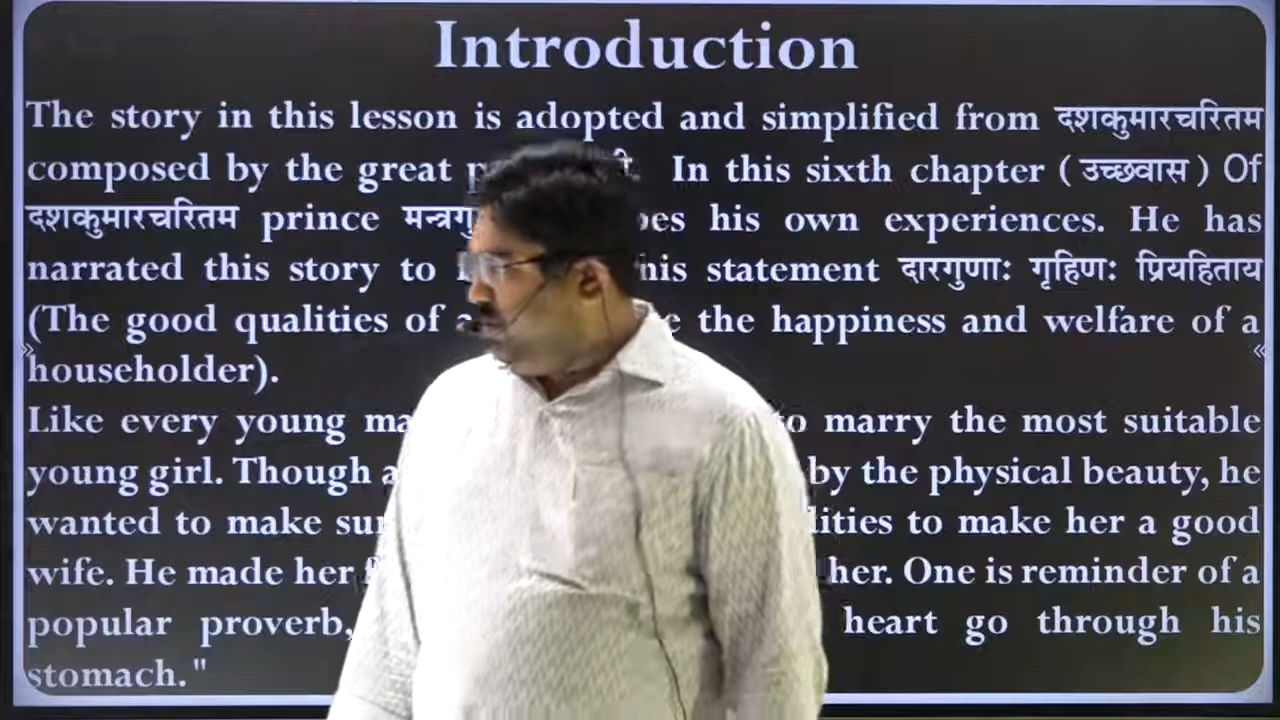 Introduction
The story in this lesson is adopted and simplified from दशकुमारचरितम
composed by the great In this sixth chapter ( उच्छवास ) Of
दशकुमारचरितम prince his own experiences. He has
narrated this story to his statement दारगुणाः गृहिणः प्रियहिताय
(The good qualities of the happiness and welfare of a
householder).
Like every young to marry the most suitable
young girl. Though by the physical beauty, he
wanted to make to make her a good
wife. He made her her. One is reminder of a
popular proverb, heart go through his
stomach."